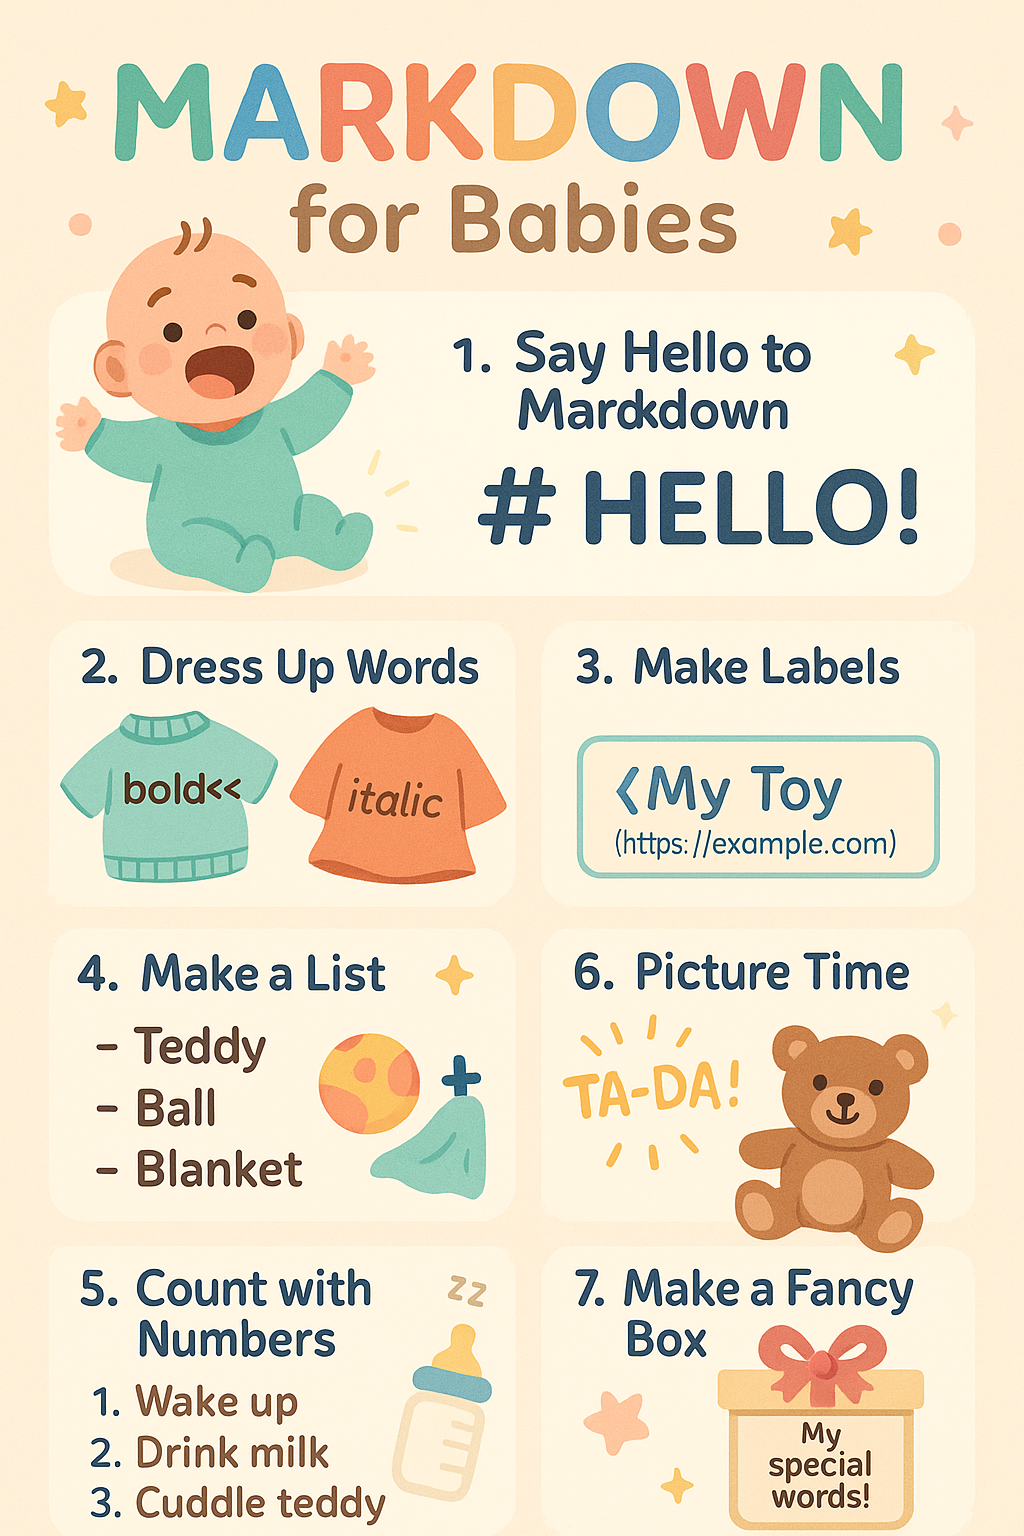 MARKDOWN
for Babies
1. Say Hello to
Mardkdown
# HELLO!
2. Dress Up Words
bold<<
italic
3. Make Labels
<My Toy
(https://example.com)
4. Make a List
- Teddy
- Ball
- Blanket
6. Picture Time
TA-DA!
5. Count with
Numbers
zz
1. Wake up
2. Drink milk
3. Cuddle teddy
7. Make a Fancy
Box
My
special
words!